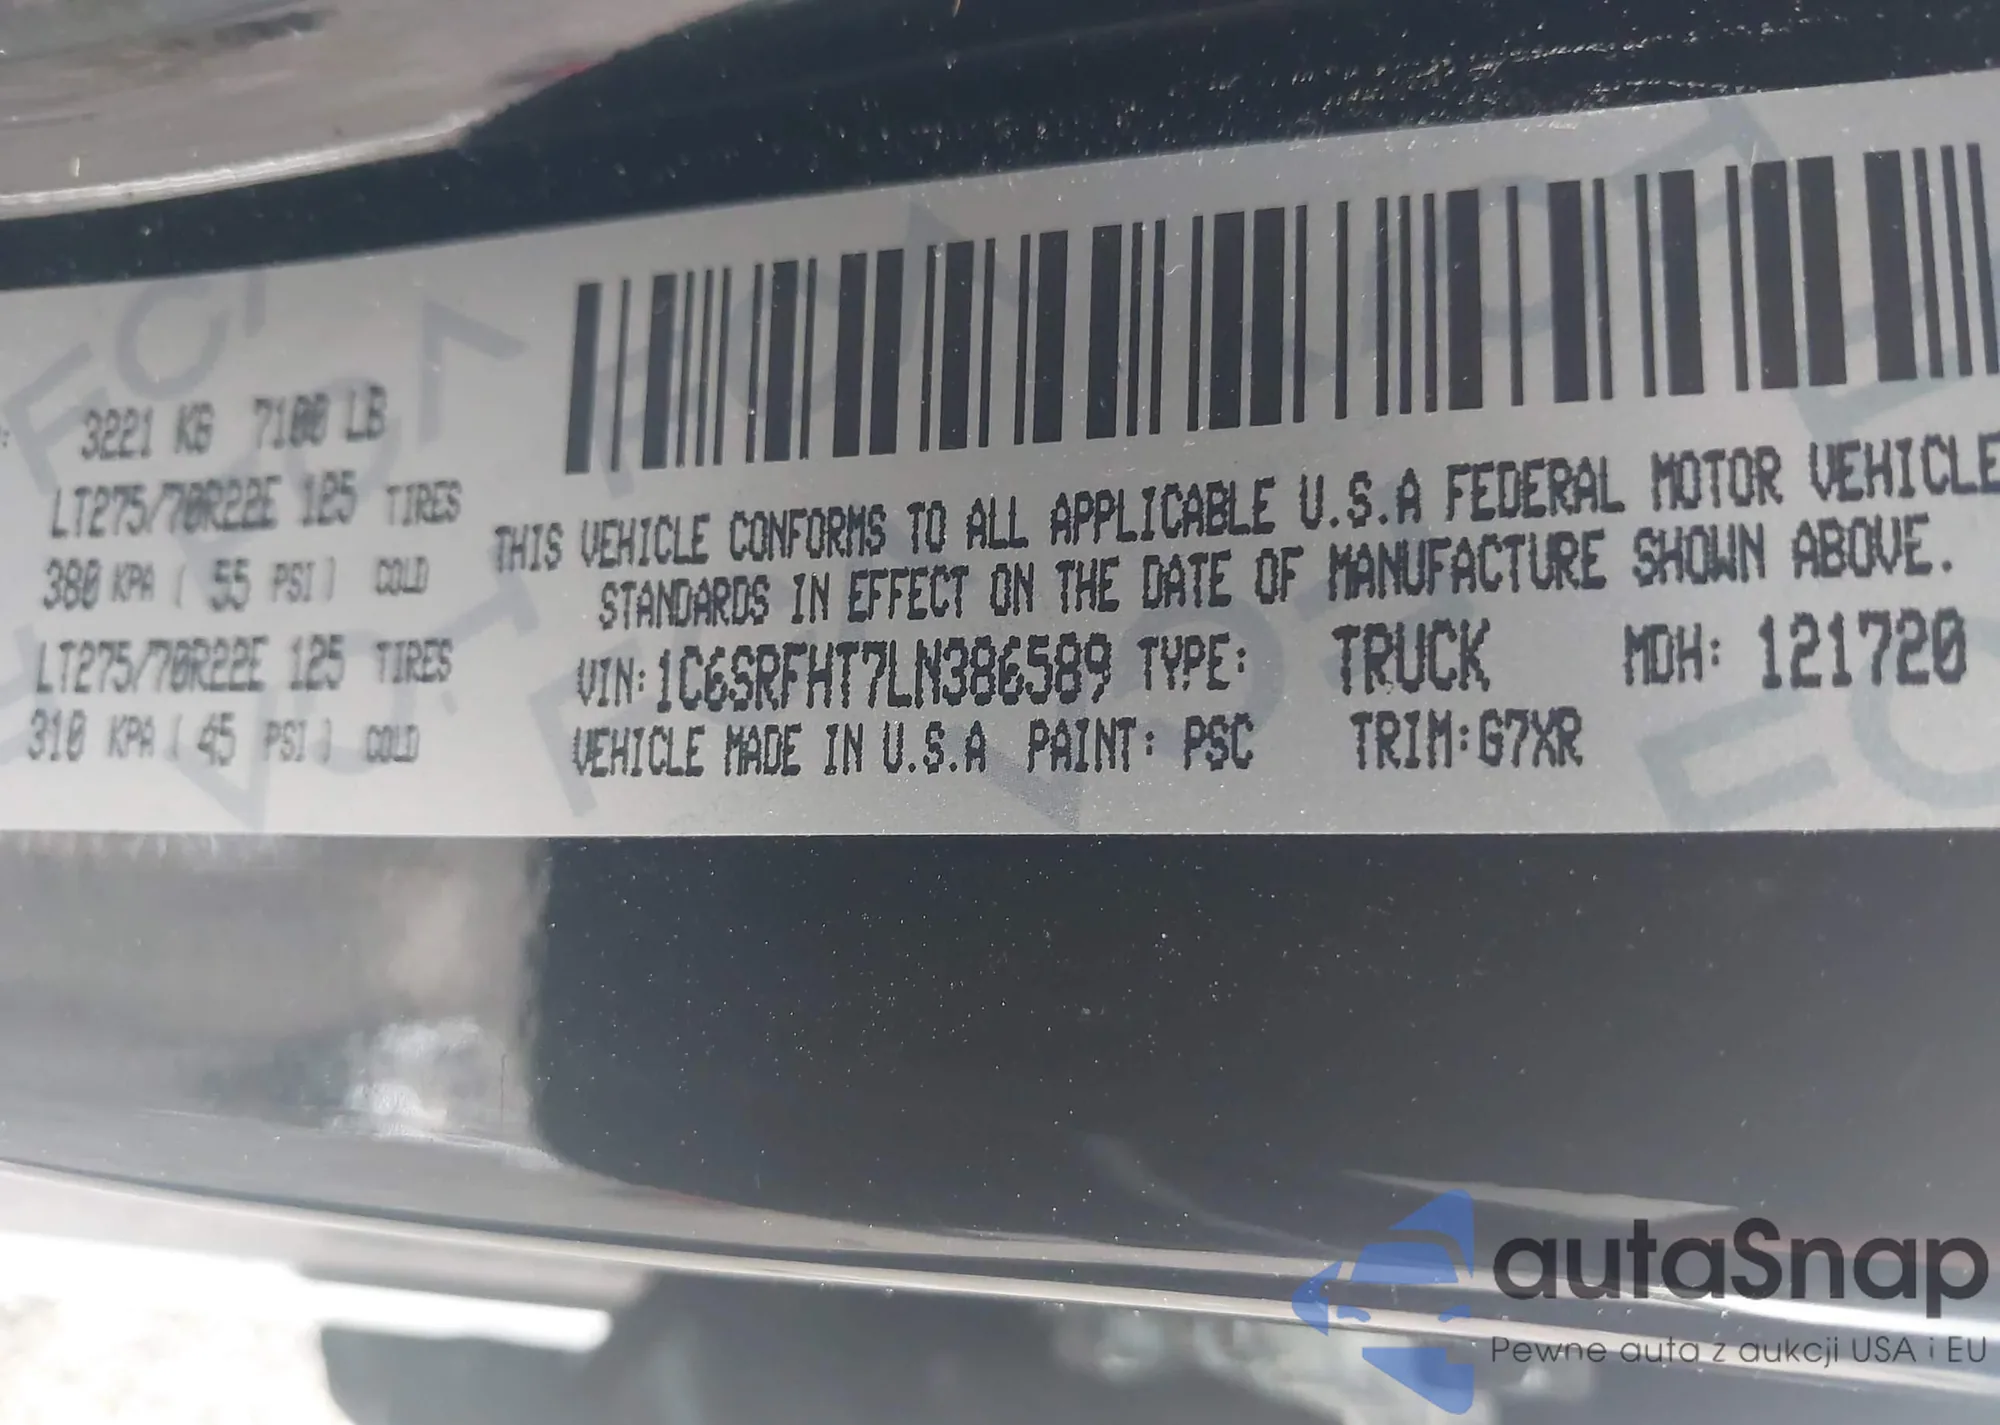 : 3221 KG 7100 LB
LT275/70R22E 125 TIRES
380 KPA ( 55 PSI) COLD
LT275/70R22E 125 TIRES
310 KPA ( 45 PSI) COLD
THIS VEHICLE CONFORMS TO ALL APPLICABLE U.S.A FEDERAL MOTOR VEHICLE
STANDARDS IN EFFECT ON THE DATE OF MANUFACTURE SHOWN ABOVE.
VIN: 1C6SRFHT7LN386589 TYPE: TRUCK MDH: 121720
VEHICLE MADE IN U.S.A PAINT: PSC TRIM: G7XR
autaSnap
Pewne auta z aukcji USA i EU